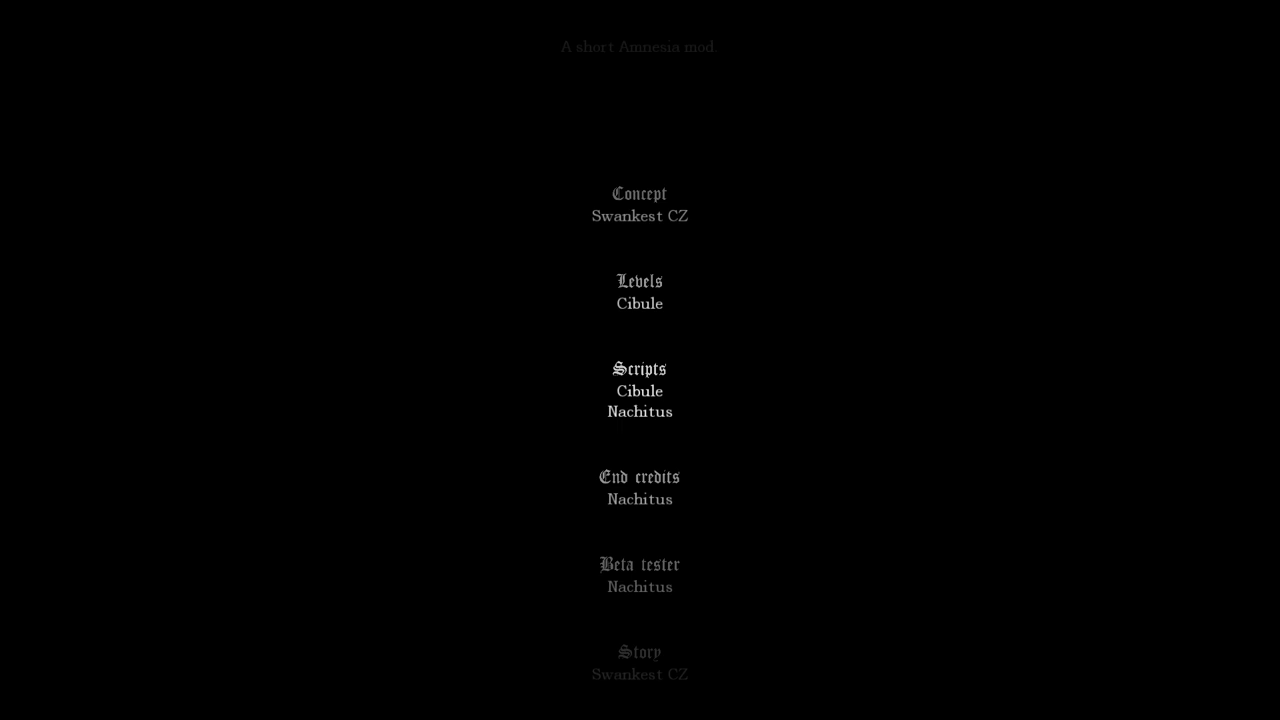 A short Amnesia mod.
Concept
Swankest CZ
Levels
Cibule
Scripts
Cibule
Nachitus
End credits
Nachitus
Beta tester
Nachitus
Story
Swankest CZ